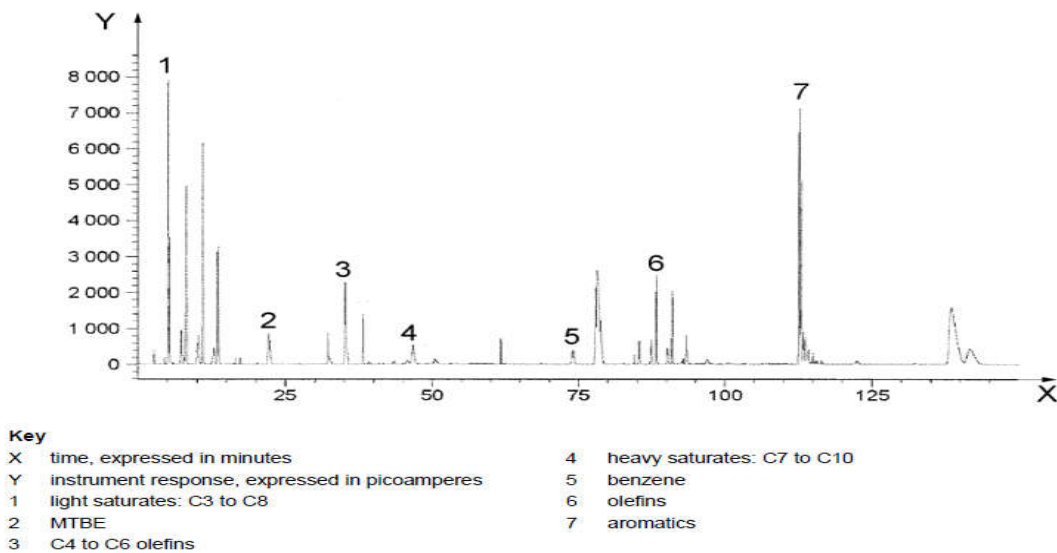 Y
8 000
7 000
6 000
5 000
4 000
3 000
2 000
1 000
0
1
2
3
4
5
6
7
25
50
75
100
125
X
Key
X time, expressed in minutes
Y instrument response, expressed in picoamperes
1 light saturates: C3 to C8
2 MTBE
3 C4 to C6 olefins
4 heavy saturates: C7 to C10
5 benzene
6 olefins
7 aromatics